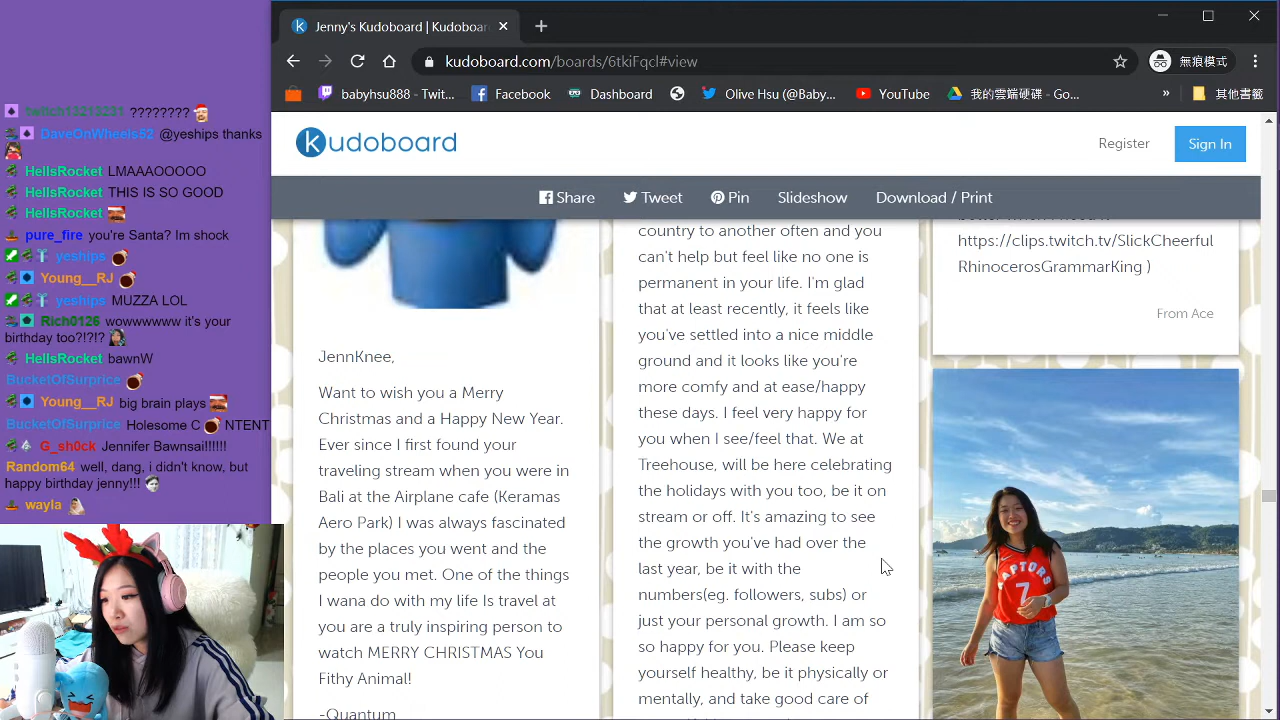 twitch13213231 ????????
DaveOnWheels52 @yeships thanks
HellsRocket LMAAAOOOOO
HellsRocket THIS IS SO GOOD
HellsRocket
pure_fire you're Santa? Im shock
yeships
Young__RJ
yeships MUZZA LOL
Rich0126 wowwwwww it's your
birthday too?!?!?
HellsRocket bawnW
BucketOfSurprice
Young__RJ big brain plays
BucketOfSurprice Holesome C NTENT
G_sh0ck Jennifer Bawnsai!!!!!!
Random64 well, dang, i didn't know, but
happy birthday jenny!!!
wayla
Jenny's Kudoboard | Kudoboar
kudoboard.com/boards/6tkiFqcl#view
無痕模式
babyhsu888 - Twit...
Facebook
Dashboard
Olive Hsu (@Baby...
YouTube
我的雲端硬碟 - Goo...
»
其他書籤
kudoboard
Register
Sign In
Share
Tweet
Pin
Slideshow
Download / Print
JennKnee,
Want to wish you a Merry
Christmas and a Happy New Year.
Ever since I first found your
traveling stream when you were in
Bali at the Airplane cafe (Keramas
Aero Park) I was always fascinated
by the places you went and the
people you met. One of the things
I wana do with my life Is travel at
you are a truly inspiring person to
watch MERRY CHRISTMAS You
Fithy Animal!
-Quantum
country to another often and you
can't help but feel like no one is
permanent in your life. I'm glad
that at least recently, it feels like
you've settled into a nice middle
ground and it looks like you're
more comfy and at ease/happy
these days. I feel very happy for
you when I see/feel that. We at
Treehouse, will be here celebrating
the holidays with you too, be it on
stream or off. It's amazing to see
the growth you've had over the
last year, be it with the
numbers(eg. followers, subs) or
just your personal growth. I am so
so happy for you. Please keep
yourself healthy, be it physically or
mentally, and take good care of
https://clips.twitch.tv/SlickCheerful
RhinocerosGrammarKing )
From Ace
RAPTORS
7